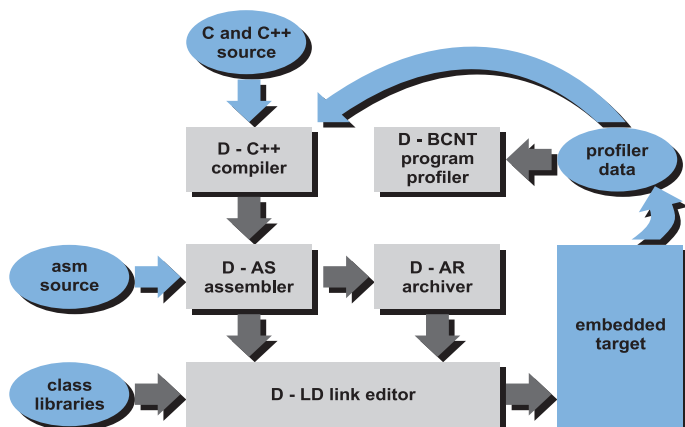 C and C++
source
D - C++
compiler
D - BCNT
program
profiler
profiler
data
asm
source
D - AS
assembler
D - AR
archiver
embedded
target
class
libraries
D - LD link editor